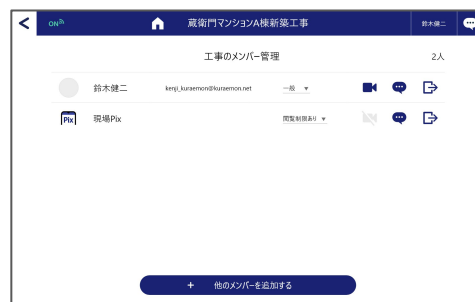 ON
蔵衛門マンションA棟新築工事
鈴木健二
工事のメンバー管理
2人
鈴木健二
kenji_kuraemon@kuraemon.net
一般
Pix
現場Pix
閲覧制限あり
+ 他のメンバーを追加する